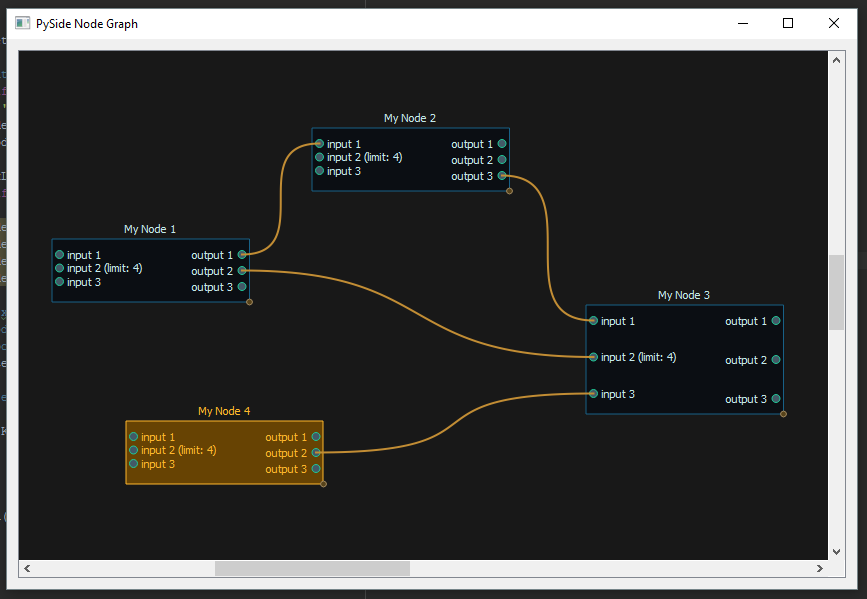 PySide Node Graph
My Node 2
input 1 output 1
input 2 (limit: 4) output 2
input 3 output 3
My Node 1
input 1 output 1
input 2 (limit: 4) output 2
input 3 output 3
My Node 3
input 1 output 1
input 2 (limit: 4) output 2
input 3 output 3
My Node 4
input 1 output 1
input 2 (limit: 4) output 2
input 3 output 3